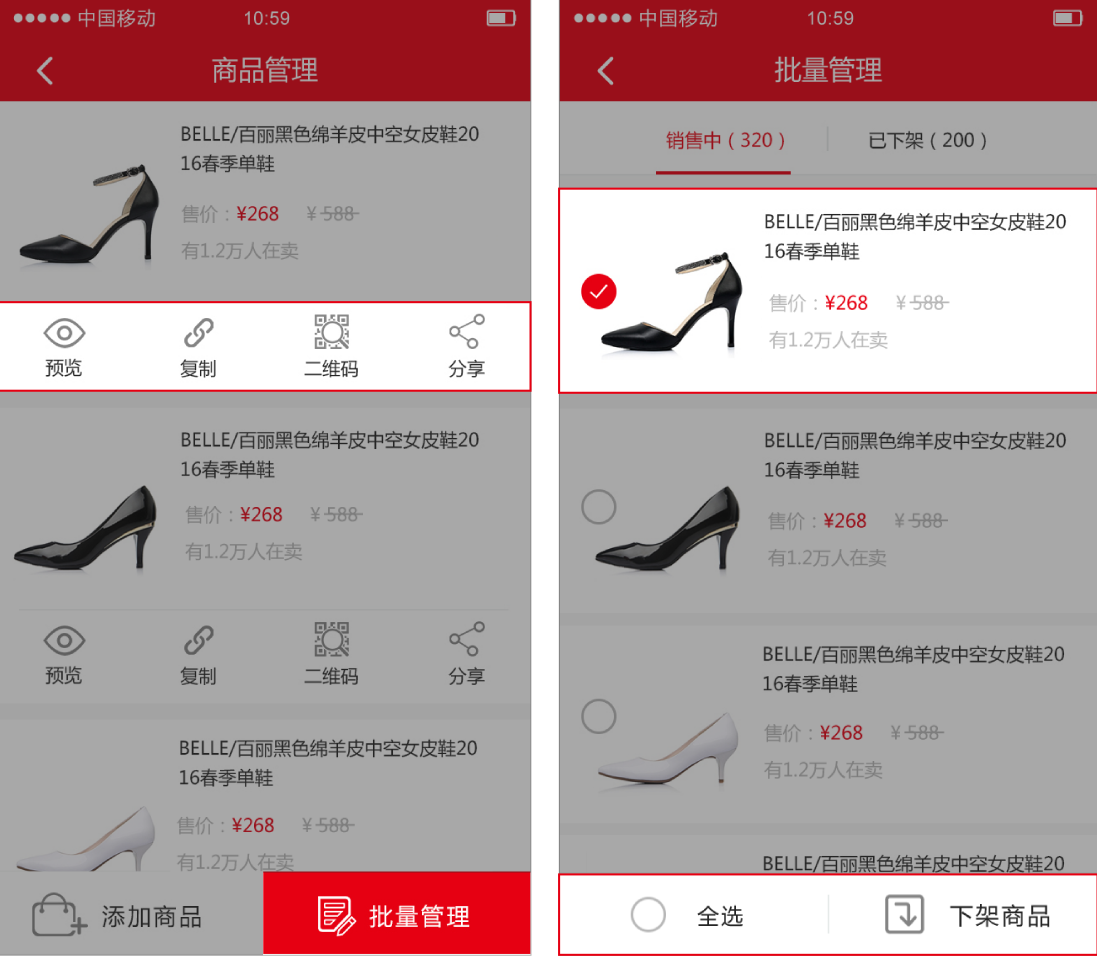 中国移动 10:59
商品管理
BELLE/百丽黑色绵羊皮中空女皮鞋20
16春季单鞋
售价：¥268 ¥588
有1.2万人在卖
预览 复制 二维码 分享
BELLE/百丽黑色绵羊皮中空女皮鞋20
16春季单鞋
售价：¥268 ¥588
有1.2万人在卖
预览 复制 二维码 分享
BELLE/百丽黑色绵羊皮中空女皮鞋20
16春季单鞋
售价：¥268 ¥588
有1.2万人在卖
添加商品 批量管理
中国移动 10:59
批量管理
销售中（320） 已下架（200）
BELLE/百丽黑色绵羊皮中空女皮鞋20
16春季单鞋
售价：¥268 ¥588
有1.2万人在卖
BELLE/百丽黑色绵羊皮中空女皮鞋20
16春季单鞋
售价：¥268 ¥588
有1.2万人在卖
BELLE/百丽黑色绵羊皮中空女皮鞋20
16春季单鞋
售价：¥268 ¥588
有1.2万人在卖
BELLE/百丽黑色绵羊皮中空女皮鞋20
全选 下架商品